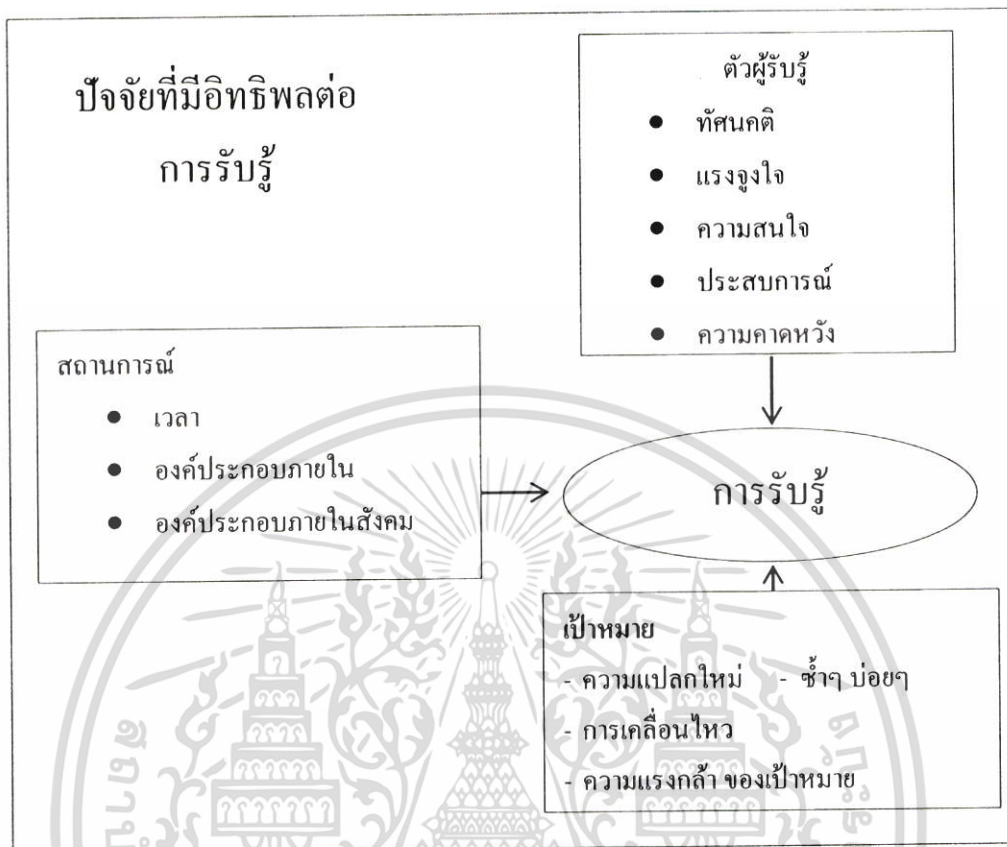 ปัจจัยที่มีอิทธิพลต่อ
การรับรู้
ตัวผู้รับรู้
● ทัศนคติ
● แรงจูงใจ
● ความสนใจ
● ประสบการณ์
● ความคาดหวัง
สถานการณ์
● เวลา
● องค์ประกอบภายใน
● องค์ประกอบภายในสังคม
การรับรู้
เป้าหมาย
- ความแปลกใหม่ - ซ้ำๆ บ่อยๆ
- การเคลื่อนไหว
- ความแรงกล้า ของเป้าหมาย